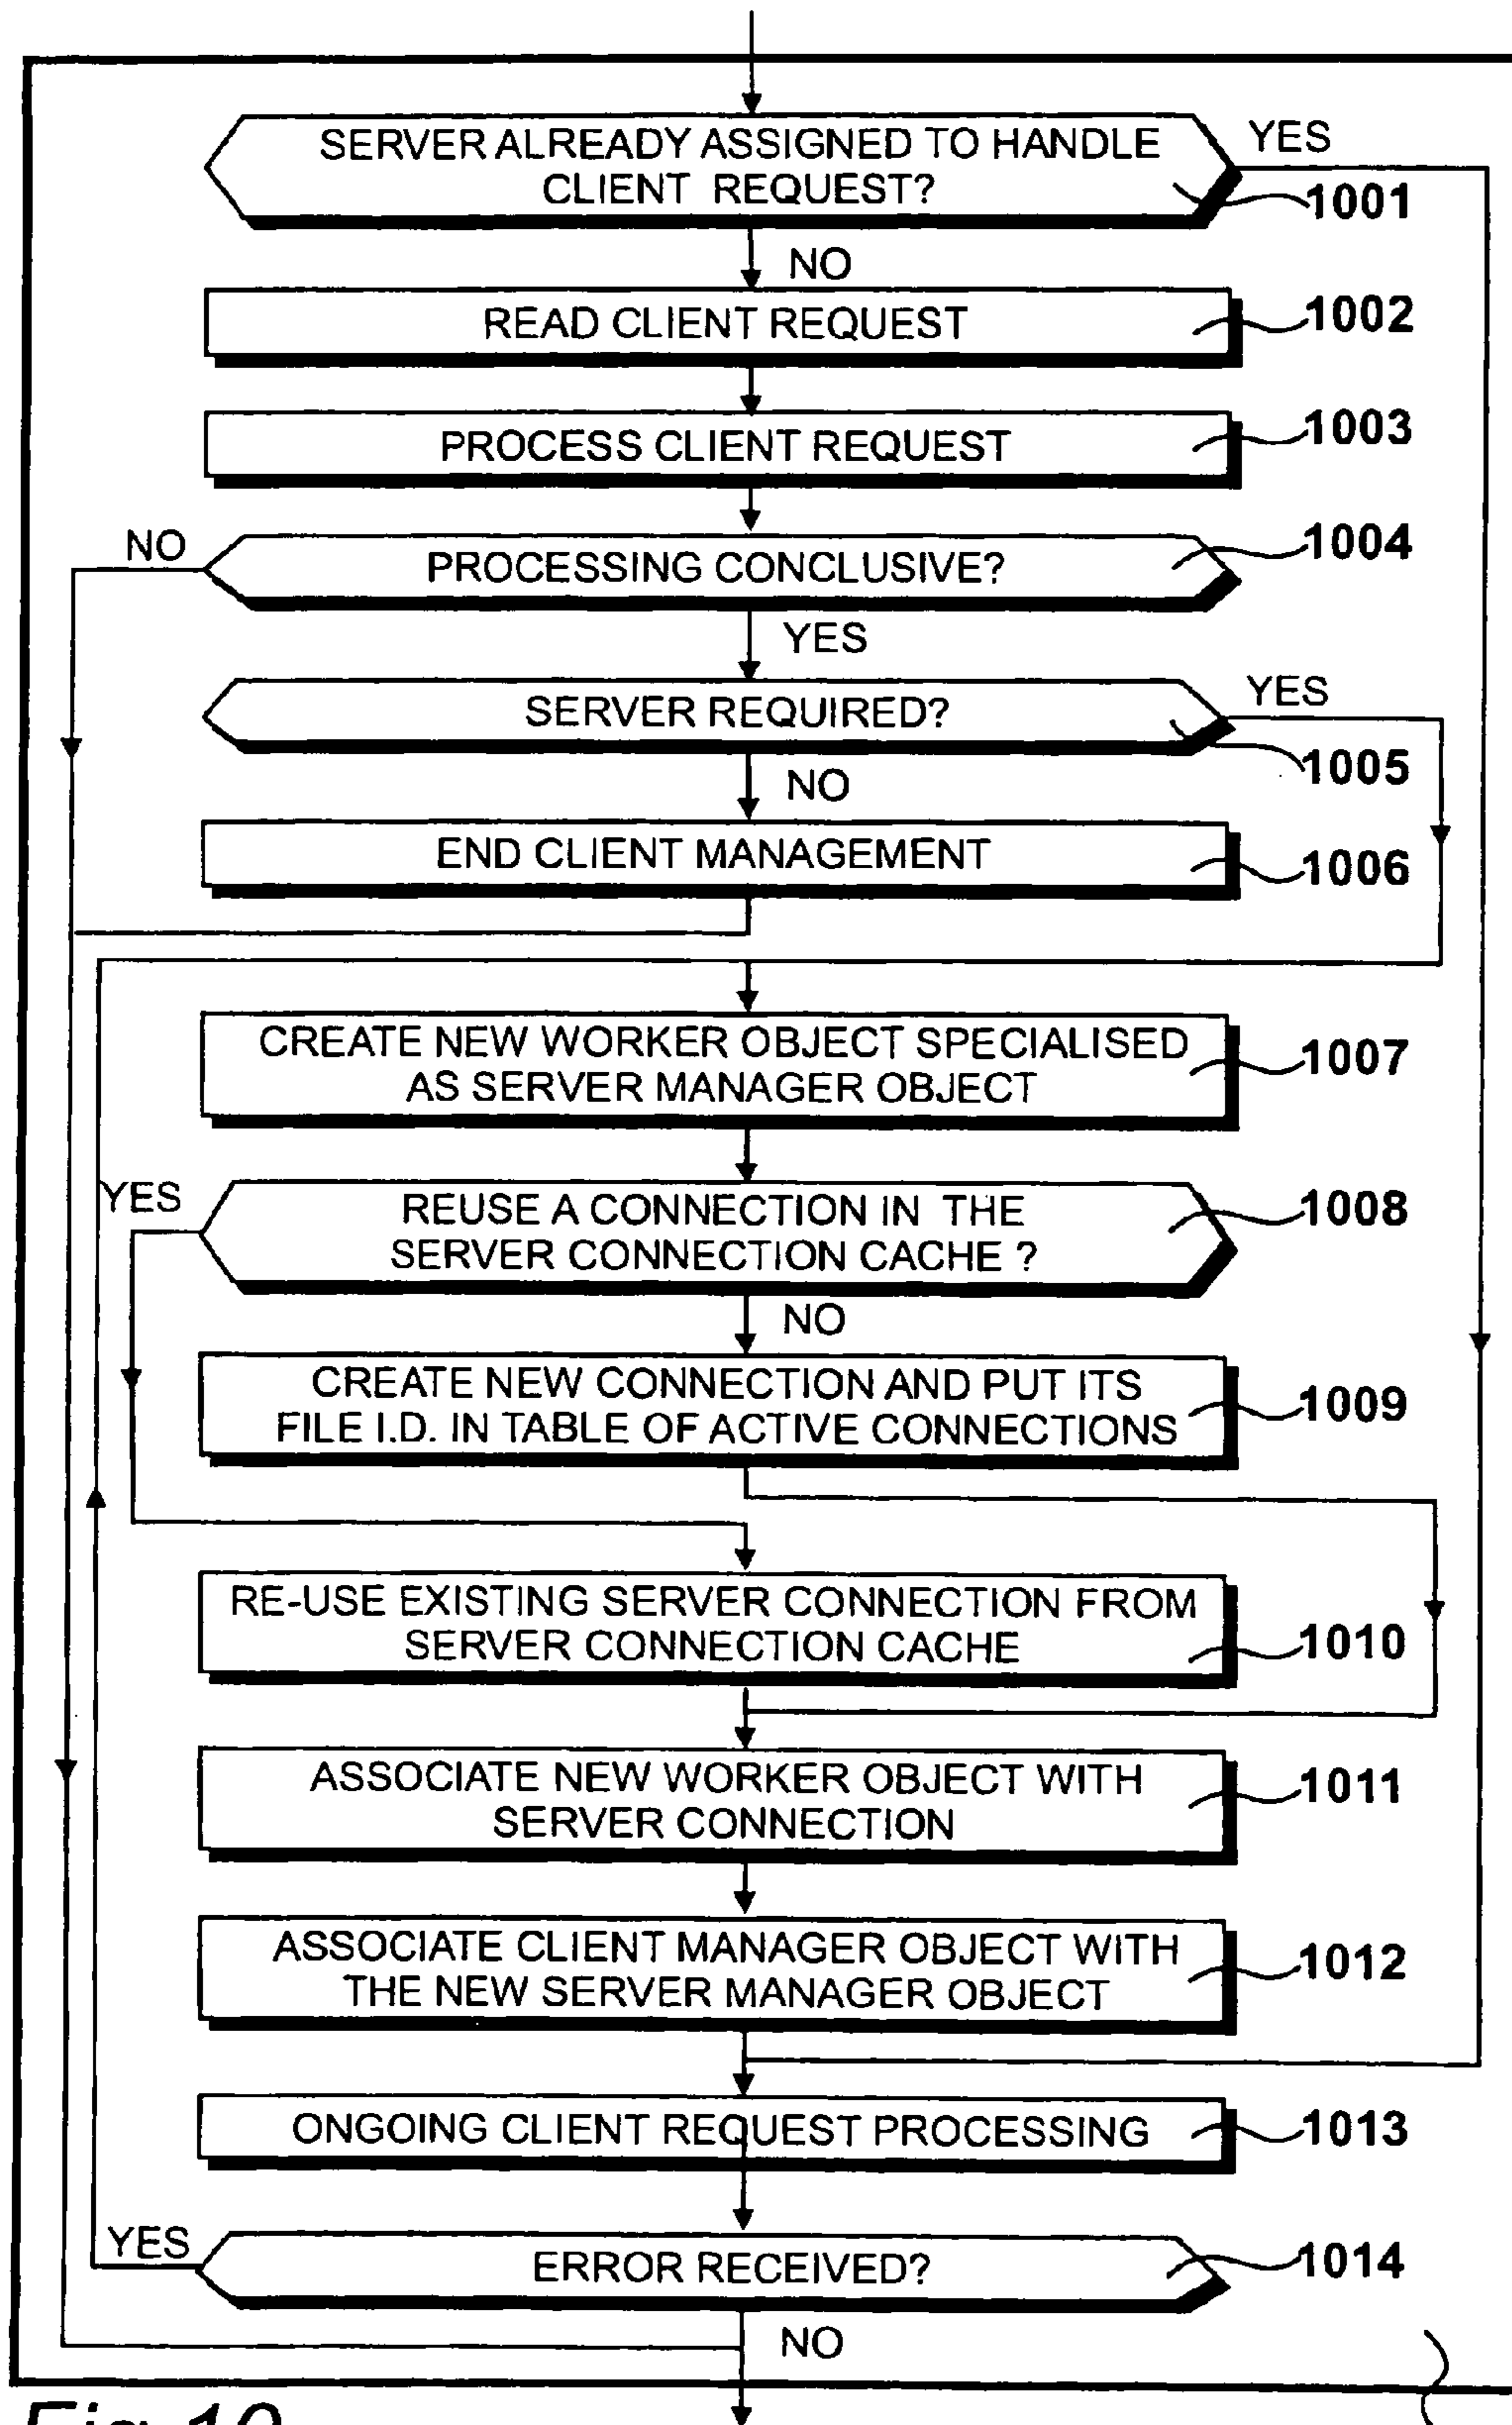 SERVER ALREADY ASSIGNED TO HANDLE
CLIENT REQUEST?
YES
1001
NO
READ CLIENT REQUEST
1002
PROCESS CLIENT REQUEST
1003
NO
PROCESSING CONCLUSIVE?
1004
YES
SERVER REQUIRED?
YES
1005
NO
END CLIENT MANAGEMENT
1006
CREATE NEW WORKER OBJECT SPECIALISED
AS SERVER MANAGER OBJECT
1007
YES
REUSE A CONNECTION IN THE
SERVER CONNECTION CACHE ?
1008
NO
CREATE NEW CONNECTION AND PUT ITS
FILE I.D. IN TABLE OF ACTIVE CONNECTIONS
1009
RE-USE EXISTING SERVER CONNECTION FROM
SERVER CONNECTION CACHE
1010
ASSOCIATE NEW WORKER OBJECT WITH
SERVER CONNECTION
1011
ASSOCIATE CLIENT MANAGER OBJECT WITH
THE NEW SERVER MANAGER OBJECT
1012
ONGOING CLIENT REQUEST PROCESSING
1013
YES
ERROR RECEIVED?
1014
NO
Fig 10